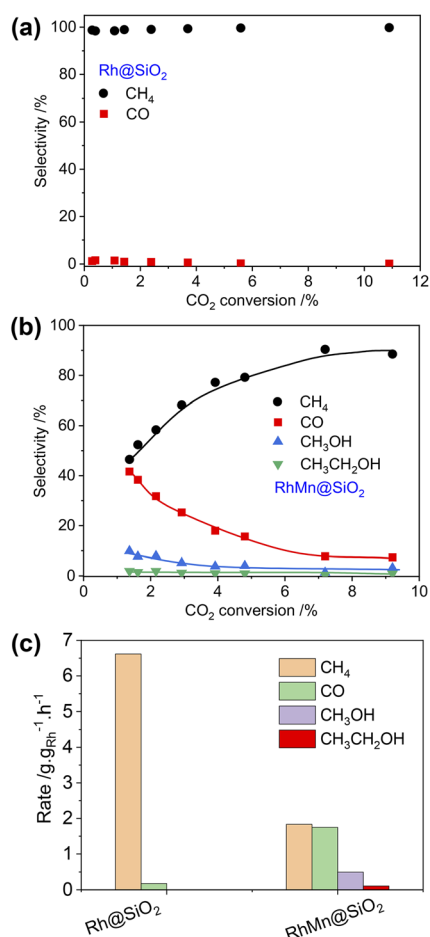 (a)
100
80
60
40
20
0
Selectivity /%
Rh@SiO₂
CH₄
CO
0 2 4 6 8 10 12
CO₂ conversion /%
(b)
100
80
60
40
20
0
Selectivity /%
CH₄
CO
CH₃OH
CH₃CH₂OH
RhMn@SiO₂
0 2 4 6 8 10
CO₂ conversion /%
(c)
7
6
5
4
3
2
1
0
Rate /g.g_Rh⁻¹.h⁻¹
CH₄
CO
CH₃OH
CH₃CH₂OH
Rh@SiO₂
RhMn@SiO₂